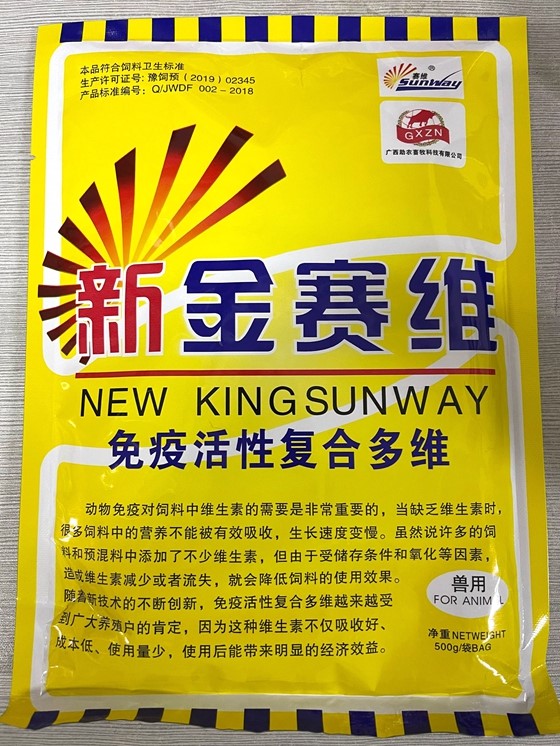 本品符合饲料卫生标准
生产许可证号: 豫饲预（2019）02345
产品标准编号: Q/JWDF 002－2018
赛维®
SunWay
GXZN
广西助农畜牧科技有限公司
新金赛维
NEW KINGSUNWAY
免疫活性复合多维
动物免疫对饲料中维生素的需要是非常重要的，当缺乏维生素时，
很多饲料中的营养不能被有效吸收，生长速度变慢。虽然说许多的饲
料和预混料中添加了不少维生素，但由于受储存条件和氧化等因素，
造成维生素减少或者流失，就会降低饲料的使用效果。
随着新技术的不断创新，免疫活性复合多维越来越受
到广大养殖户的肯定，因为这种维生素不仅吸收好、
成本低、使用量少，使用后能带来明显的经济效益。
兽用
FOR ANIMAL
净重 NETWEIGHT
500g/袋BAG